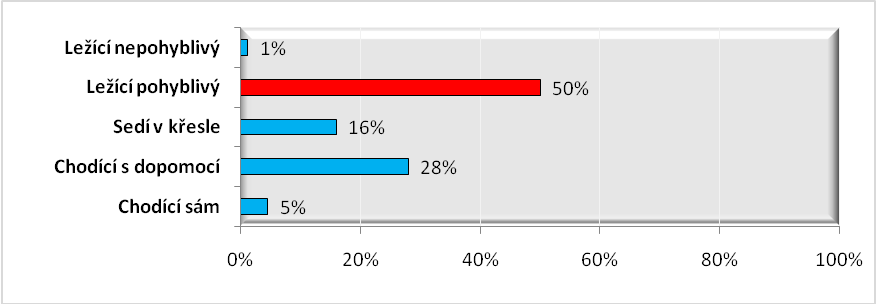 Ležící nepohyblivý 1%
Ležící pohyblivý 50%
Sedí v křesle 16%
Chodící s dopomocí 28%
Chodící sám 5%
0% 20% 40% 60% 80% 100%